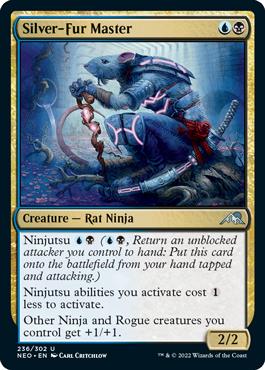 Silver-Fur Master
Creature — Rat Ninja
Ninjutsu (, Return an unblocked
attacker you control to hand: Put this card
onto the battlefield from your hand tapped
and attacking.)
Ninjutsu abilities you activate cost 1
less to activate.
Other Ninja and Rogue creatures you
control get +1/+1.
2/2
236/302 U
NEO • EN Carl Critchlow
™ & © 2022 Wizards of the Coast